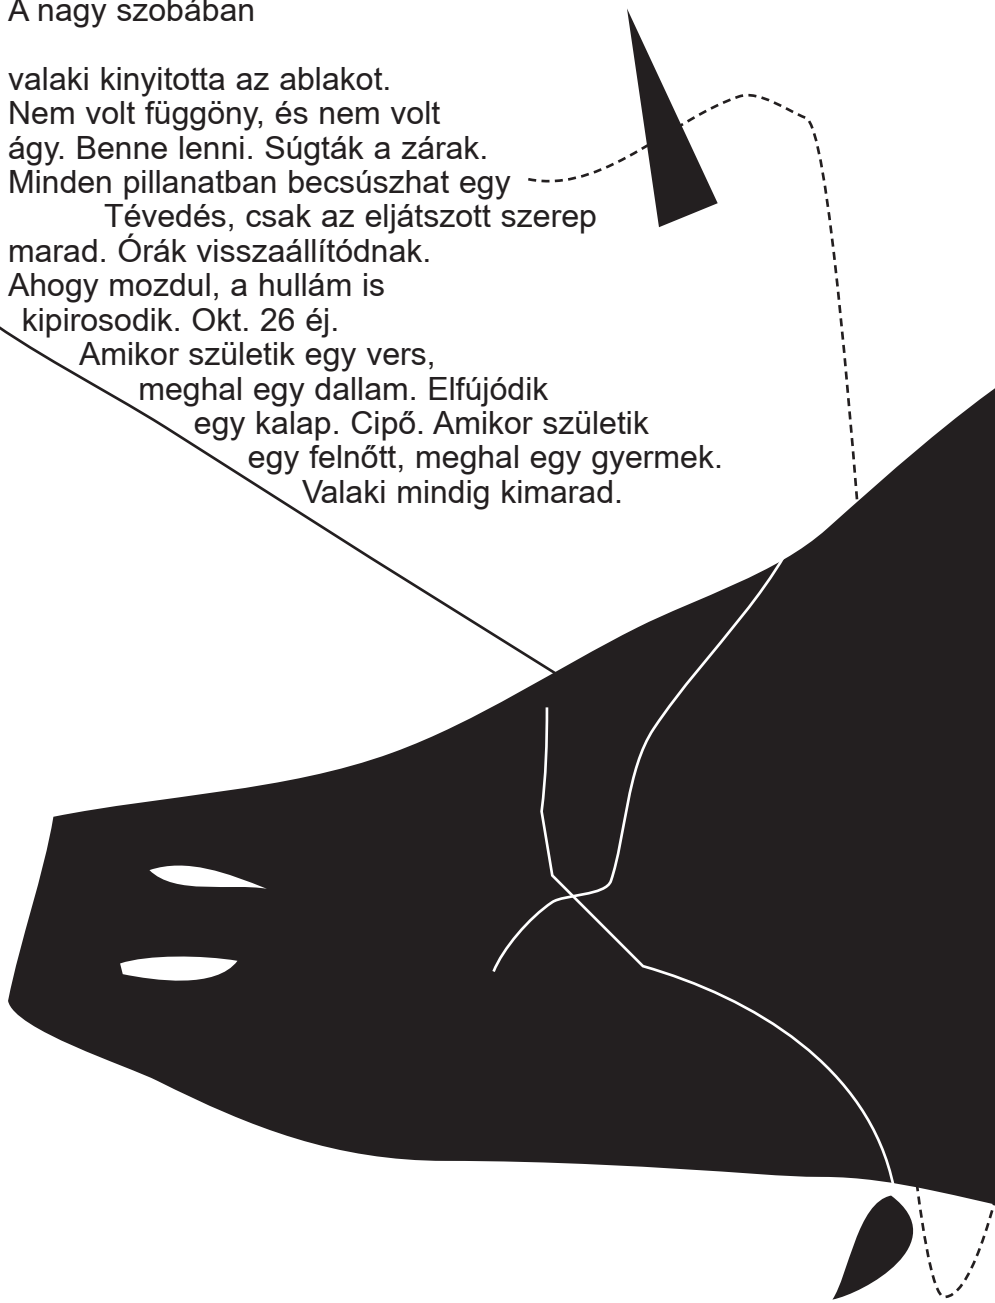 A nagy szobában
valaki kinyitotta az ablakot.
Nem volt függöny, és nem volt
ágy. Benne lenni. Súgták a zárak.
Minden pillanatban becsúszhat egy
Tévedés, csak az eljátszott szerep
marad. Órák visszaállítódnak.
Ahogy mozdul, a hullám is
kipirosodik. Okt. 26 éj.
Amikor születik egy vers,
meghal egy dallam. Elfújódik
egy kalap. Cipő. Amikor születik
egy felnőtt, meghal egy gyermek.
Valaki mindig kimarad.